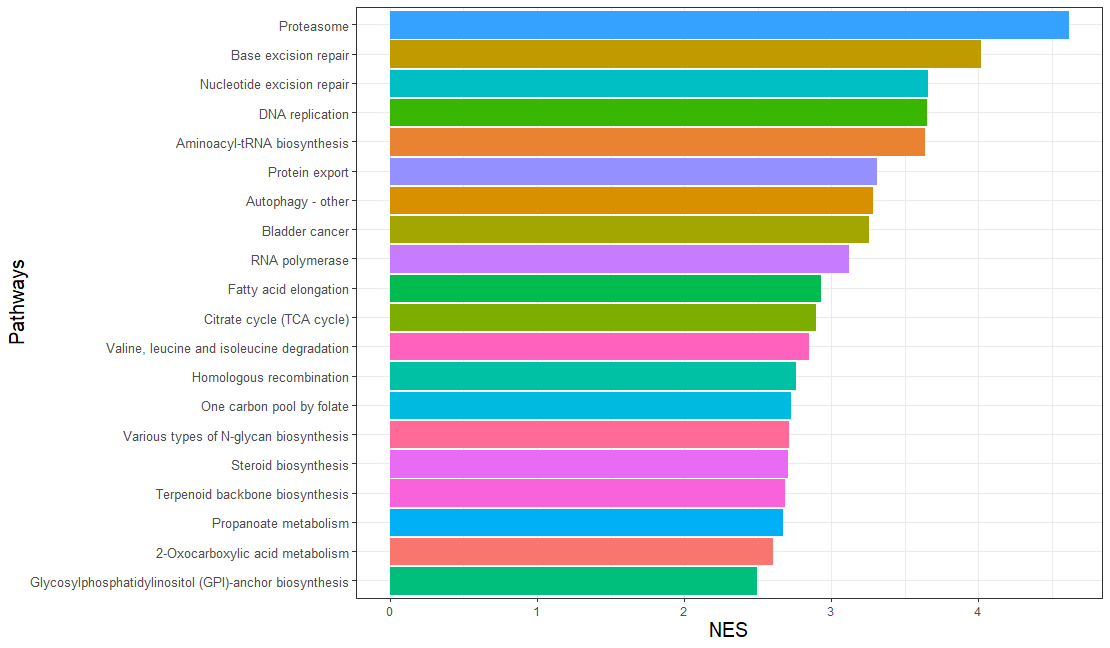 Pathways
Proteasome
Base excision repair
Nucleotide excision repair
DNA replication
Aminoacyl-tRNA biosynthesis
Protein export
Autophagy - other
Bladder cancer
RNA polymerase
Fatty acid elongation
Citrate cycle (TCA cycle)
Valine, leucine and isoleucine degradation
Homologous recombination
One carbon pool by folate
Various types of N-glycan biosynthesis
Steroid biosynthesis
Terpenoid backbone biosynthesis
Propanoate metabolism
2-Oxocarboxylic acid metabolism
Glycosylphosphatidylinositol (GPI)-anchor biosynthesis
0 1 2 3 4
NES